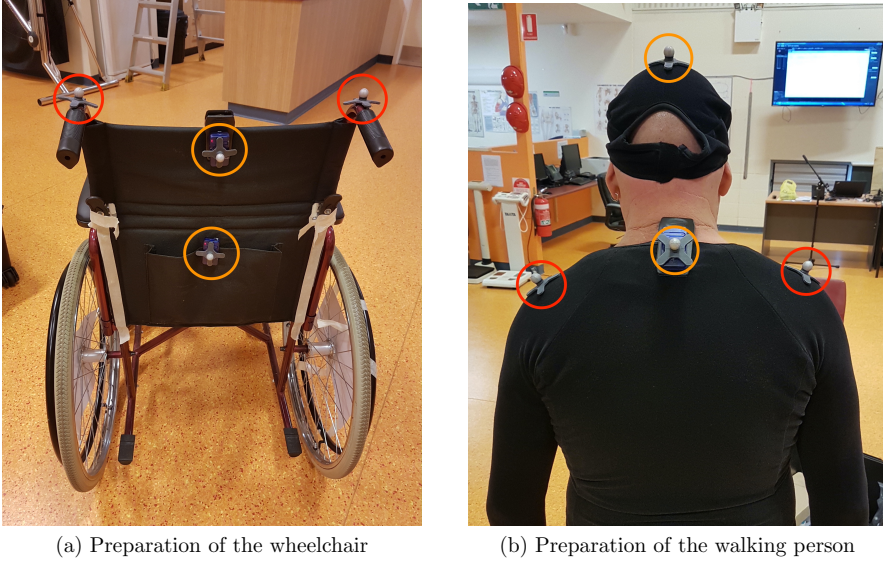 (a) Preparation of the wheelchair
(b) Preparation of the walking person